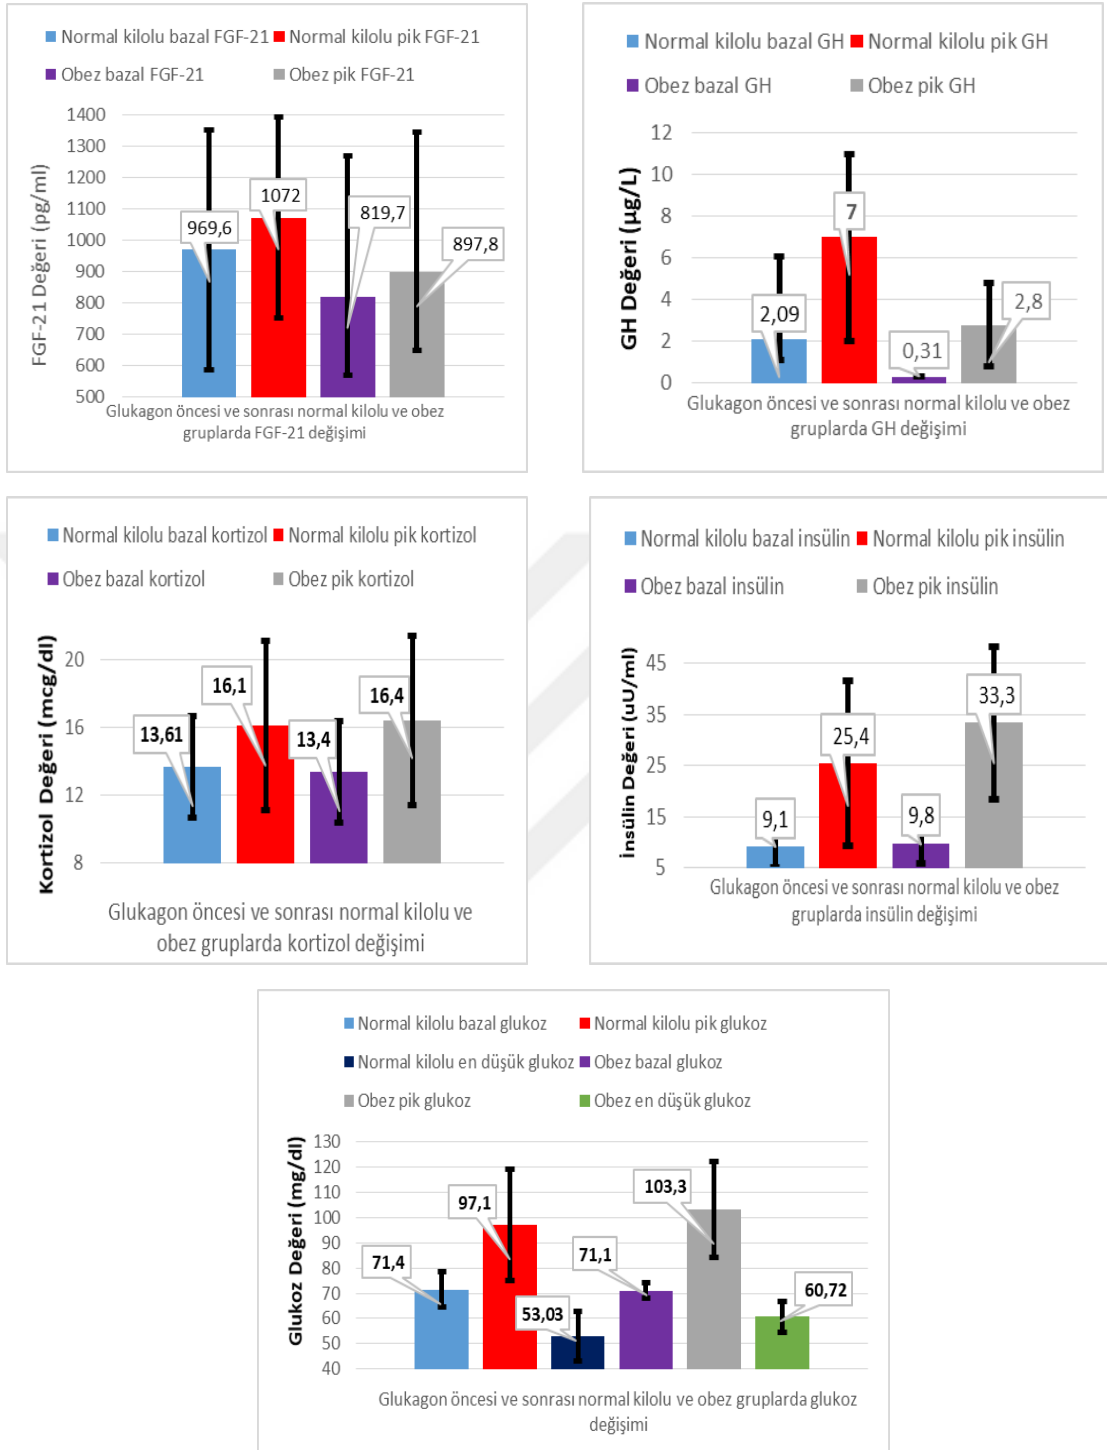 Normal kilolu bazal FGF-21 Normal kilolu pik FGF-21
Obez bazal FGF-21 Obez pik FGF-21
FGF-21 Değeri (pg/ml)
1400
1300
1200
1100
1000
900
800
700
600
500
969,6
1072
819,7
897,8
Glukagon öncesi ve sonrası normal kilolu ve obez
gruplarda FGF-21 değişimi
Normal kilolu bazal GH Normal kilolu pik GH
Obez bazal GH Obez pik GH
GH Değeri (µg/L)
12
10
8
6
4
2
0
2,09
7
0,31
2,8
Glukagon öncesi ve sonrası normal kilolu ve obez
gruplarda GH değişimi
Normal kilolu bazal kortizol Normal kilolu pik kortizol
Obez bazal kortizol Obez pik kortizol
Kortizol Değeri (mcg/dl)
20
16
12
8
13,61
16,1
13,4
16,4
Glukagon öncesi ve sonrası normal kilolu ve
obez gruplarda kortizol değişimi
Normal kilolu bazal insülin Normal kilolu pik insülin
Obez bazal insülin Obez pik insülin
İnsülin Değeri (uU/ml)
45
35
25
15
5
9,1
25,4
9,8
33,3
Glukagon öncesi ve sonrası normal kilolu ve obez
gruplarda insülin değişimi
Normal kilolu bazal glukoz Normal kilolu pik glukoz
Normal kilolu en düşük glukoz Obez bazal glukoz
Obez pik glukoz Obez en düşük glukoz
Glukoz Değeri (mg/dl)
130
120
110
100
90
80
70
60
50
40
71,4
97,1
53,03
71,1
103,3
60,72
Glukagon öncesi ve sonrası normal kilolu ve obez gruplarda glukoz
değişimi